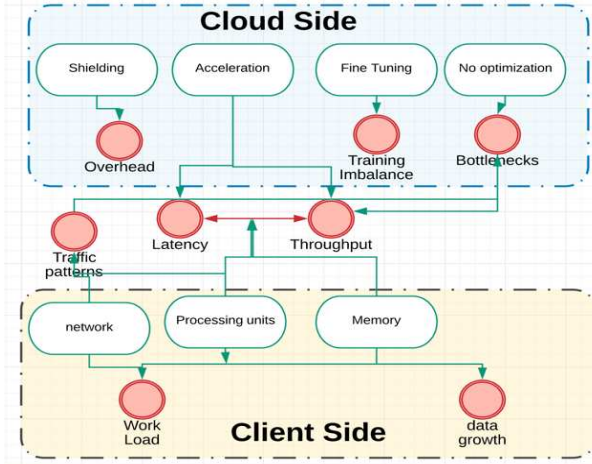 Cloud Side
Shielding
Acceleration
Fine Tuning
No optimization
Overhead
Training
Imbalance
Bottlenecks
Traffic
patterns
Latency
Throughput
network
Processing units
Memory
Work
Load
data
growth
Client Side